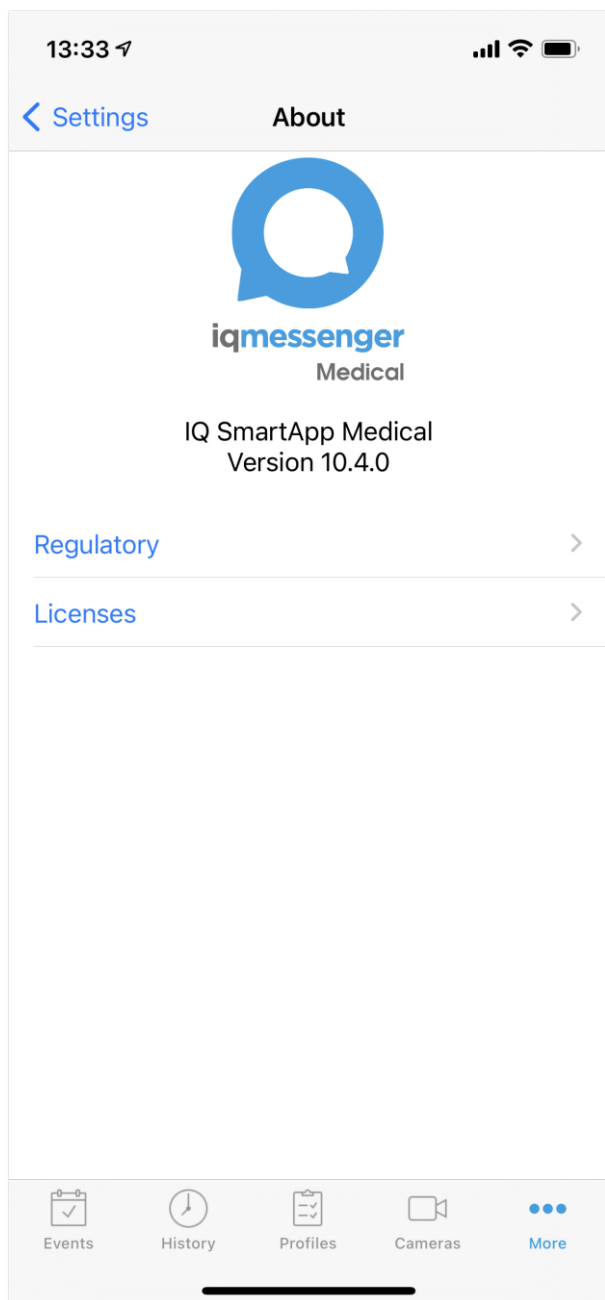 13:33
Settings
About
iqmessenger
Medical
IQ SmartApp Medical
Version 10.4.0
Regulatory
Licenses
Events
History
Profiles
Cameras
More